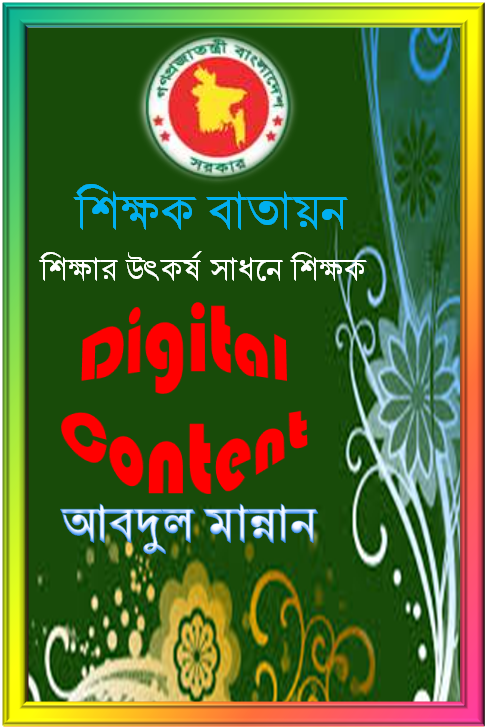 গণপ্রজাতন্ত্রী বাংলাদেশ
সরকার
শিক্ষক বাতায়ন
শিক্ষার উৎকর্ষ সাধনে শিক্ষক
Digital
Content
আবদুল মান্নান